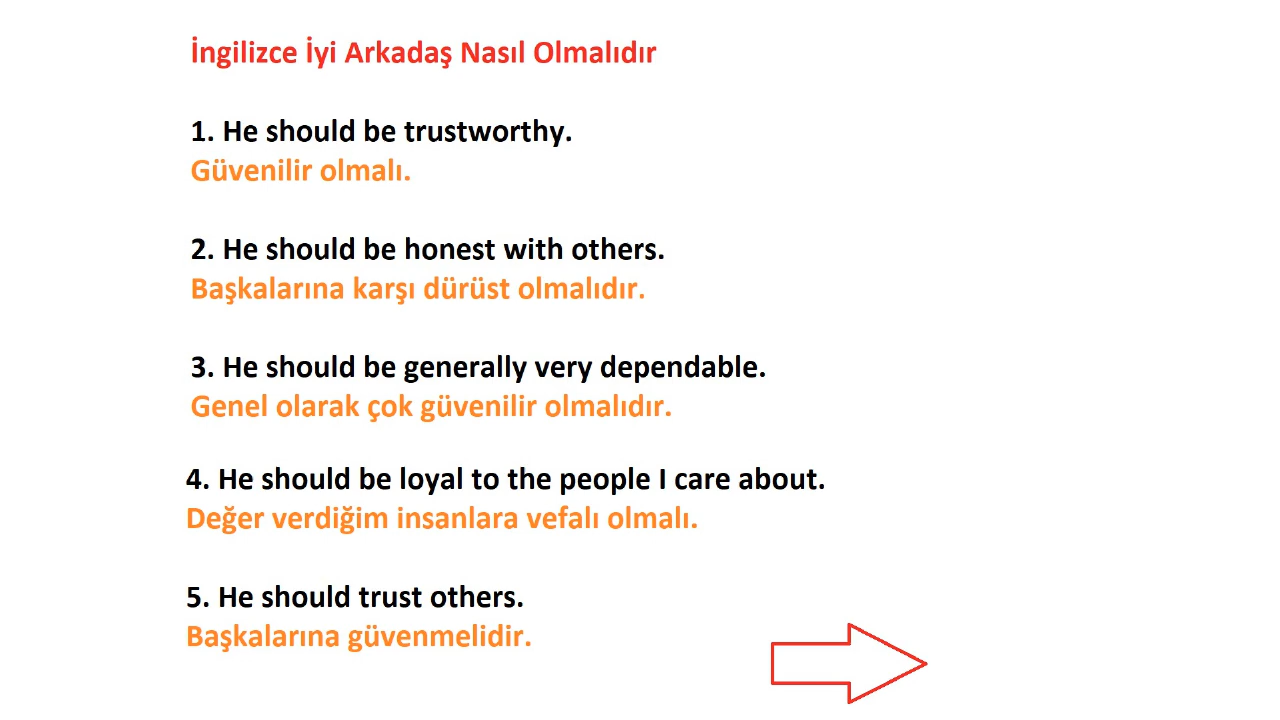 İngilizce İyi Arkadaş Nasıl Olmalıdır
1. He should be trustworthy.
Güvenilir olmalı.
2. He should be honest with others.
Başkalarına karşı dürüst olmalıdır.
3. He should be generally very dependable.
Genel olarak çok güvenilir olmalıdır.
4. He should be loyal to the people I care about.
Değer verdiğim insanlara vefalı olmalı.
5. He should trust others.
Başkalarına güvenmelidir.